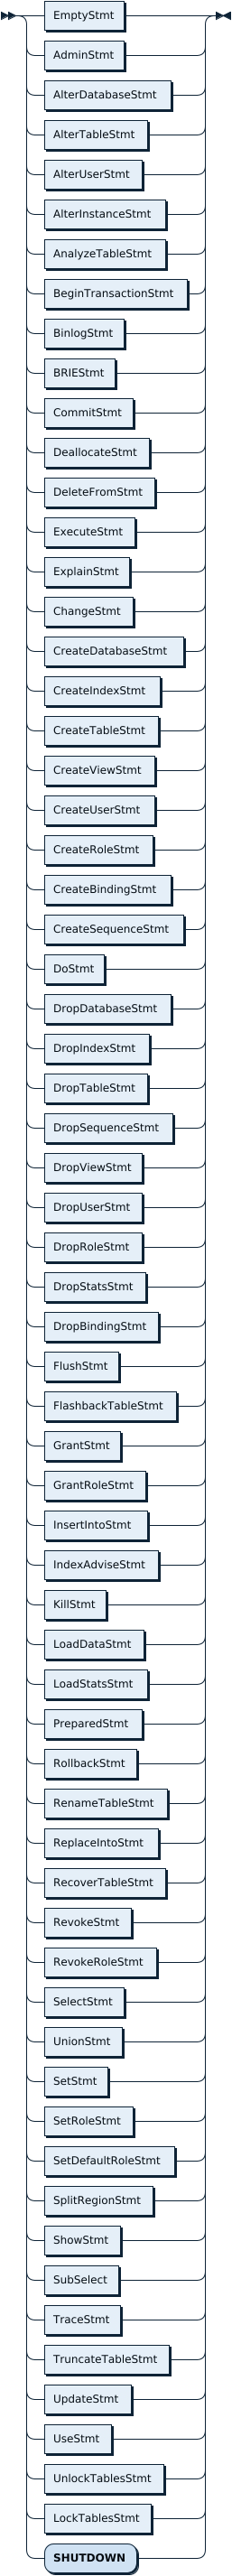 EmptyStmt
AdminStmt
AlterDatabaseStmt
AlterTableStmt
AlterUserStmt
AlterInstanceStmt
AnalyzeTableStmt
BeginTransactionStmt
BinlogStmt
BRIEStmt
CommitStmt
DeallocateStmt
DeleteFromStmt
ExecuteStmt
ExplainStmt
ChangeStmt
CreateDatabaseStmt
CreateIndexStmt
CreateTableStmt
CreateViewStmt
CreateUserStmt
CreateRoleStmt
CreateBindingStmt
CreateSequenceStmt
DoStmt
DropDatabaseStmt
DropIndexStmt
DropTableStmt
DropSequenceStmt
DropViewStmt
DropUserStmt
DropRoleStmt
DropStatsStmt
DropBindingStmt
FlushStmt
FlashbackTableStmt
GrantStmt
GrantRoleStmt
InsertIntoStmt
IndexAdviseStmt
KillStmt
LoadDataStmt
LoadStatsStmt
PreparedStmt
RollbackStmt
RenameTableStmt
ReplaceIntoStmt
RecoverTableStmt
RevokeStmt
RevokeRoleStmt
SelectStmt
UnionStmt
SetStmt
SetRoleStmt
SetDefaultRoleStmt
SplitRegionStmt
ShowStmt
SubSelect
TraceStmt
TruncateTableStmt
UpdateStmt
UseStmt
UnlockTablesStmt
LockTablesStmt
SHUTDOWN